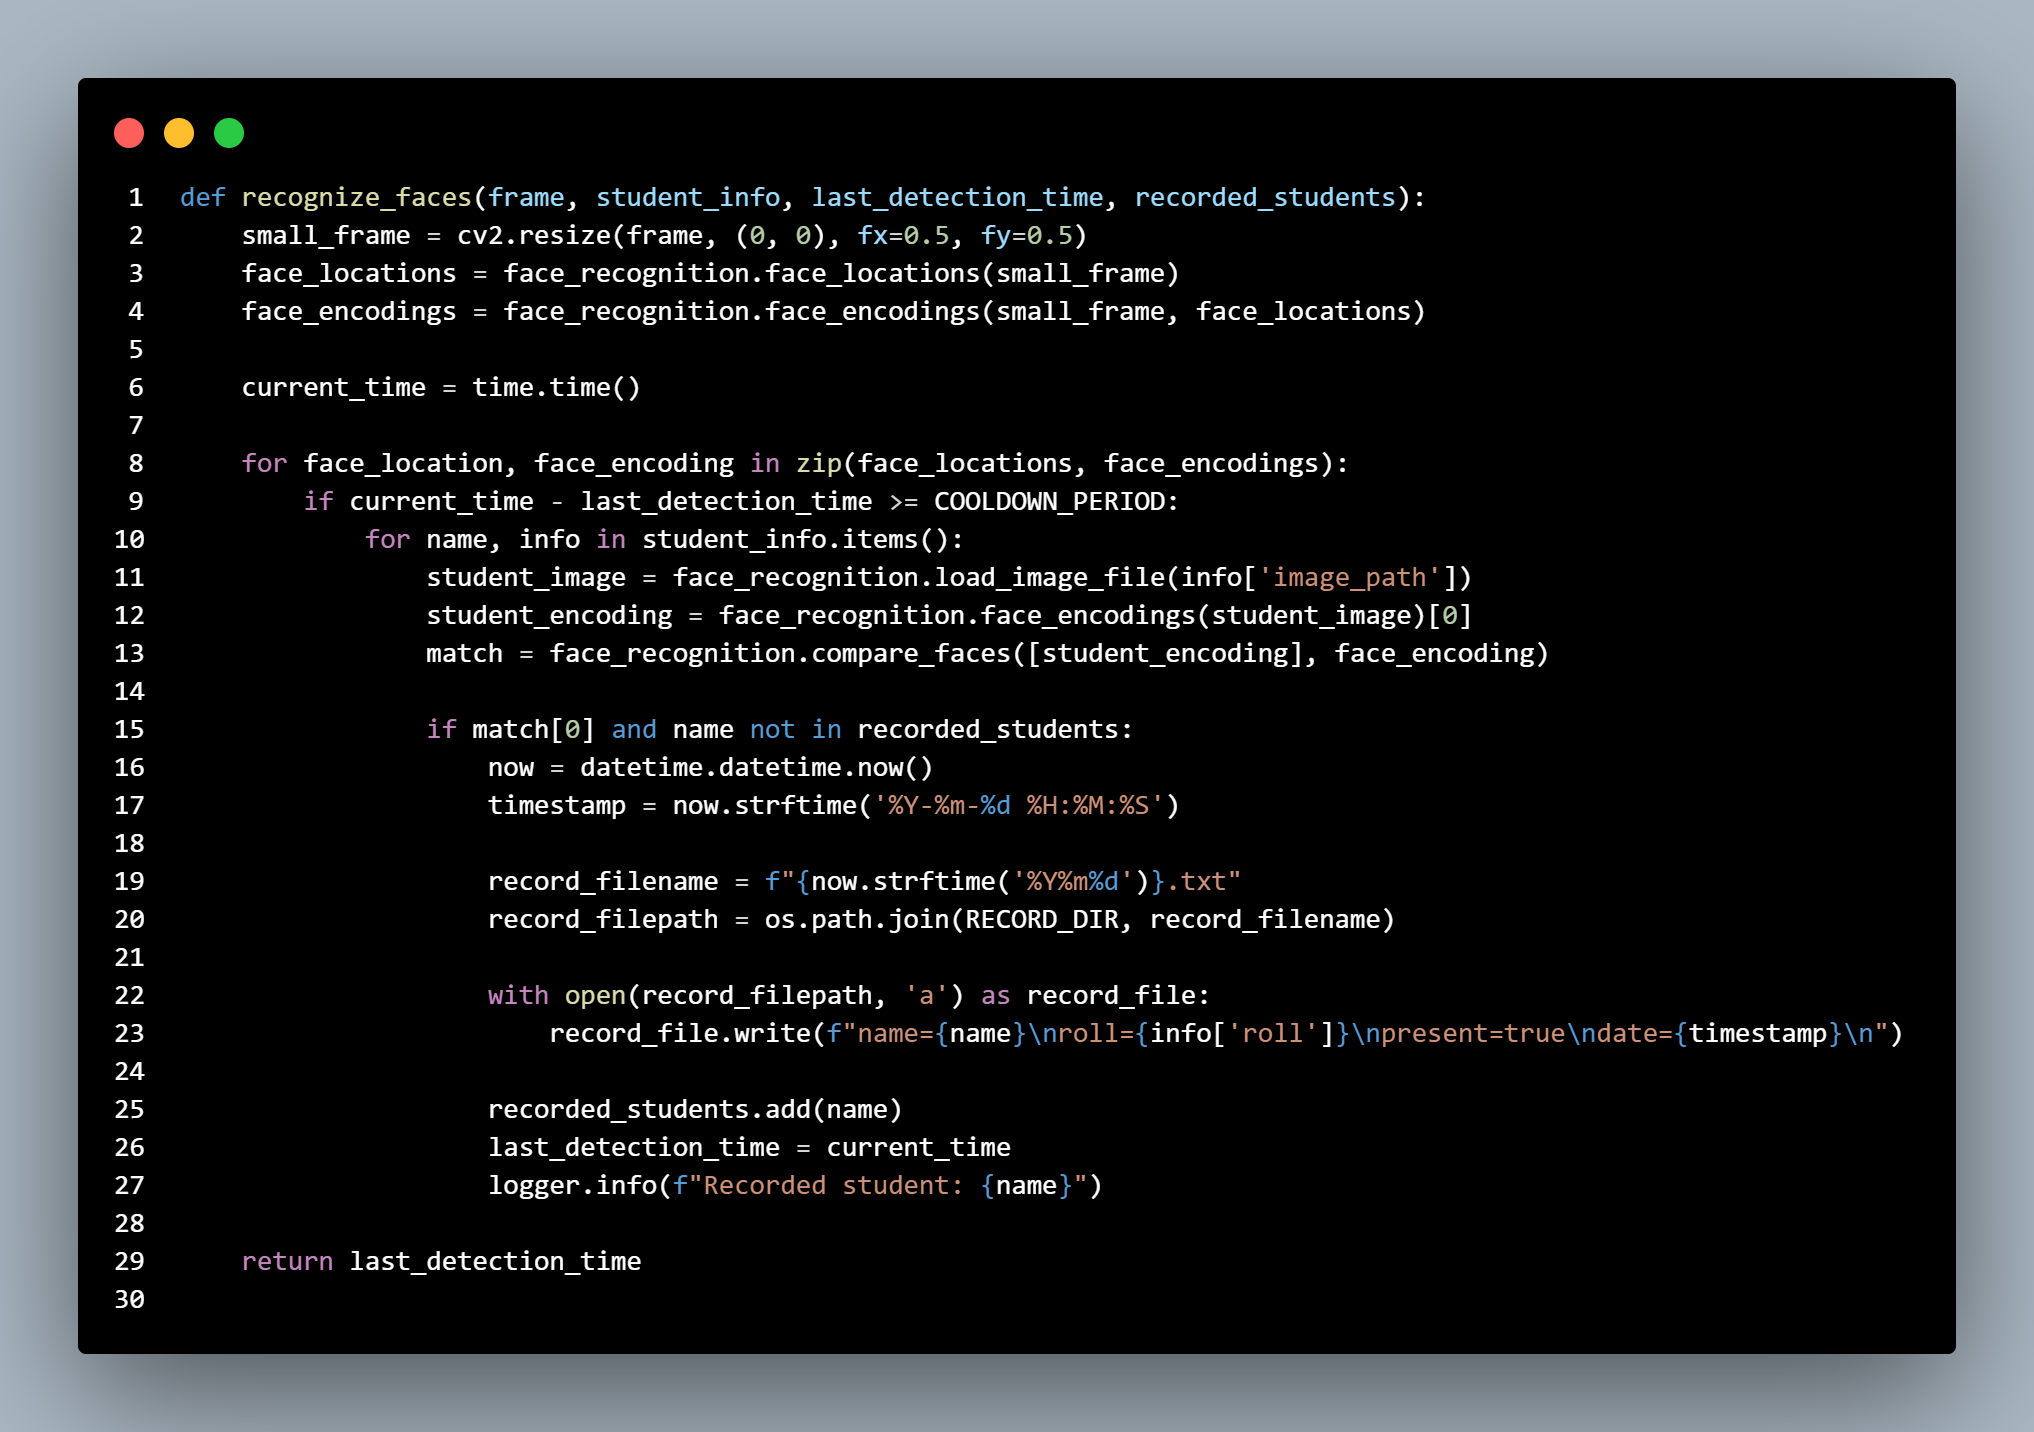 1 def recognize_faces(frame, student_info, last_detection_time, recorded_students):
2     small_frame = cv2.resize(frame, (0, 0), fx=0.5, fy=0.5)
3     face_locations = face_recognition.face_locations(small_frame)
4     face_encodings = face_recognition.face_encodings(small_frame, face_locations)
5
6     current_time = time.time()
7
8     for face_location, face_encoding in zip(face_locations, face_encodings):
9         if current_time - last_detection_time >= COOLDOWN_PERIOD:
10             for name, info in student_info.items():
11                 student_image = face_recognition.load_image_file(info['image_path'])
12                 student_encoding = face_recognition.face_encodings(student_image)[0]
13                 match = face_recognition.compare_faces([student_encoding], face_encoding)
14
15                 if match[0] and name not in recorded_students:
16                     now = datetime.datetime.now()
17                     timestamp = now.strftime('%Y-%m-%d %H:%M:%S')
18
19                     record_filename = f"{now.strftime('%Y%m%d')}.txt"
20                     record_filepath = os.path.join(RECORD_DIR, record_filename)
21
22                     with open(record_filepath, 'a') as record_file:
23                         record_file.write(f"name={name}\nroll={info['roll']}\npresent=true\ndate={timestamp}\n")
24
25                     recorded_students.add(name)
26                     last_detection_time = current_time
27                     logger.info(f"Recorded student: {name}")
28
29     return last_detection_time
30